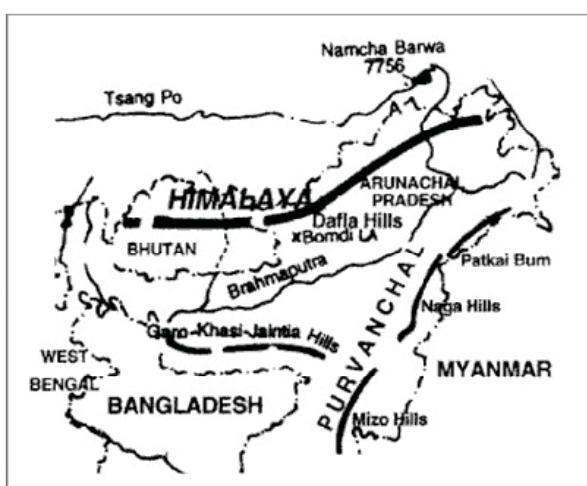 Namcha Barwa
7756
Tsang Po
HIMALAYA
ARUNACHAL
PRADESH
Dafla Hills
xBomdi LA
BHUTAN
Brahmaputra
PURVANCHAL
Patkai Bum
Naga Hills
Garo-Khasi-Jaintia Hills
WEST
BENGAL
MYANMAR
BANGLADESH
Mizo Hills